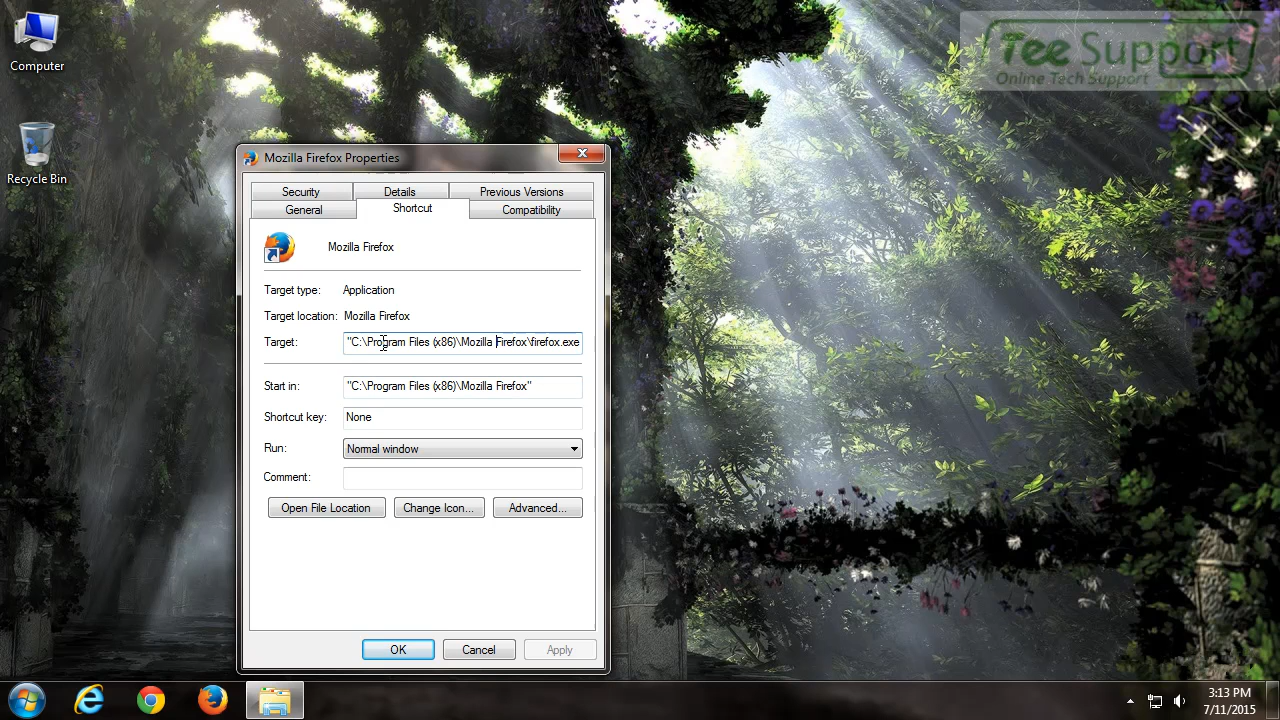 Computer
Recycle Bin
Tee Support
Online Tech Support
Mozilla Firefox Properties
Security Details Previous Versions
General Shortcut Compatibility
Mozilla Firefox
Target type: Application
Target location: Mozilla Firefox
Target: "C:\Program Files (x86)\Mozilla Firefox\firefox.exe
Start in: "C:\Program Files (x86)\Mozilla Firefox"
Shortcut key: None
Run: Normal window
Comment:
Open File Location Change Icon... Advanced...
OK Cancel Apply
3:13 PM
7/11/2015